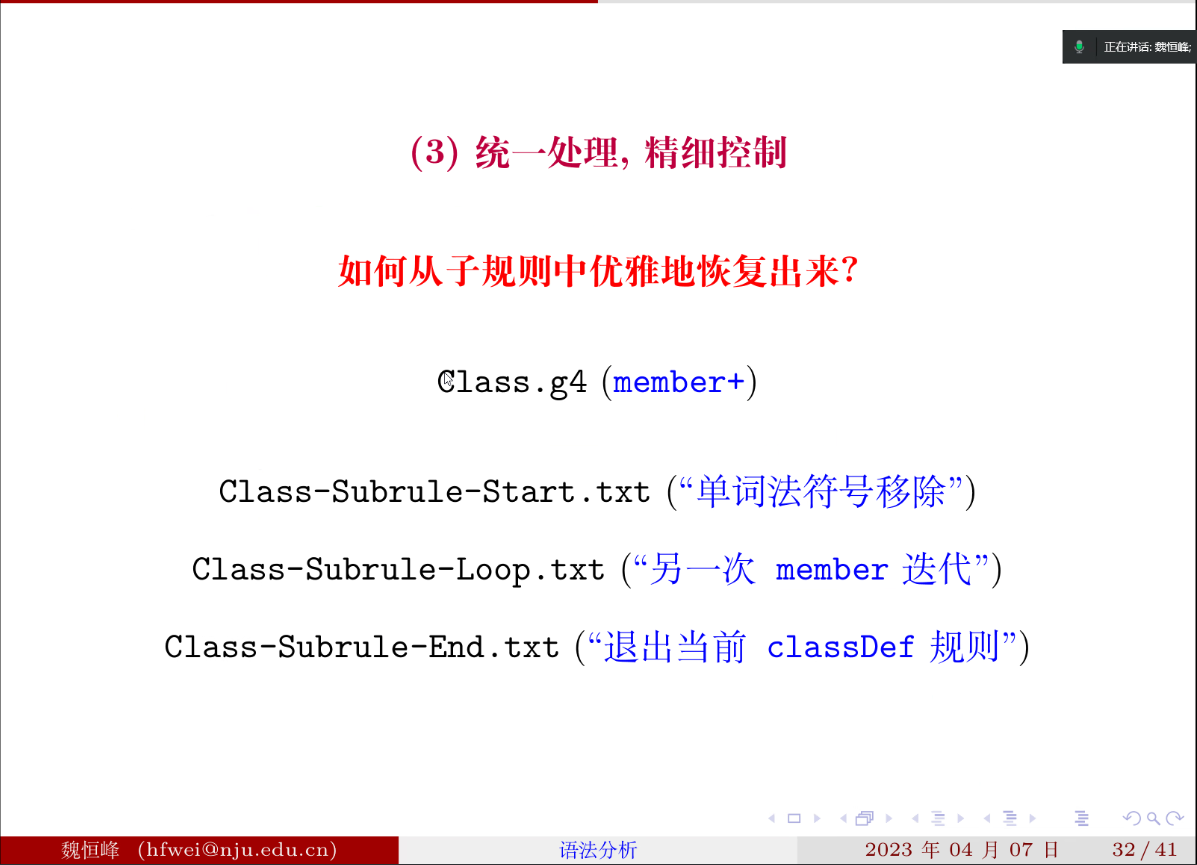 正在讲话: 魏恒峰;
(3) 统一处理, 精细控制
如何从子规则中优雅地恢复出来?
Class.g4 (member+)
Class-Subrule-Start.txt (“单词法符号移除”)
Class-Subrule-Loop.txt (“另一次 member 迭代”)
Class-Subrule-End.txt (“退出当前 classDef 规则”)
魏恒峰 (hfwei@nju.edu.cn) 语法分析 2023 年 04 月 07 日 32 / 41